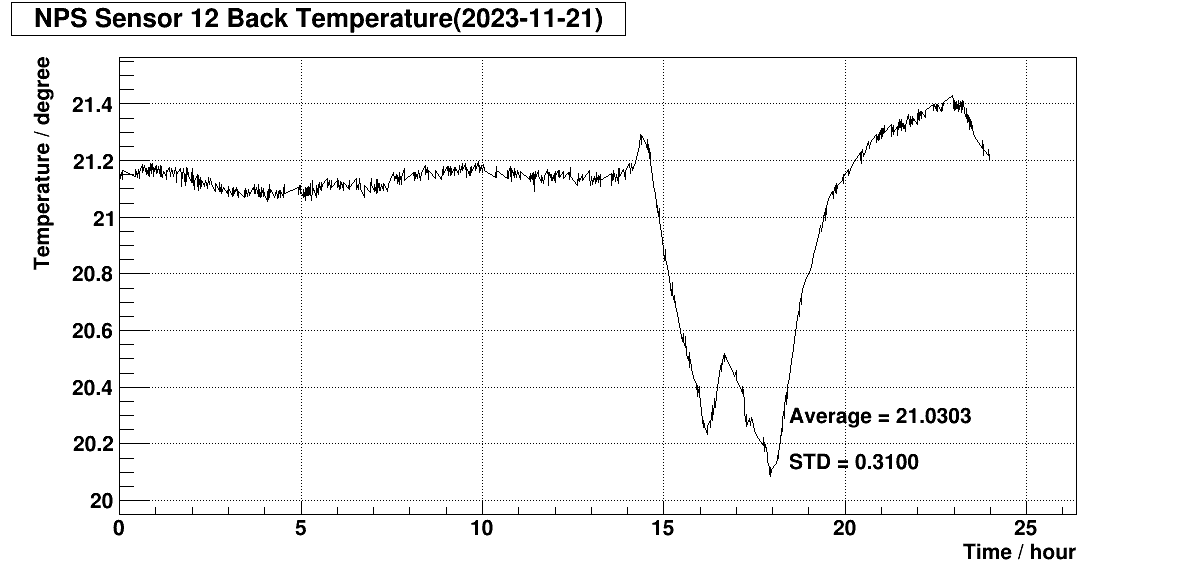 NPS Sensor 12 Back Temperature(2023-11-21)
Temperature / degree
21.4
21.2
21
20.8
20.6
20.4
20.2
20
Average = 21.0303
STD = 0.3100
0 5 10 15 20 25
Time / hour